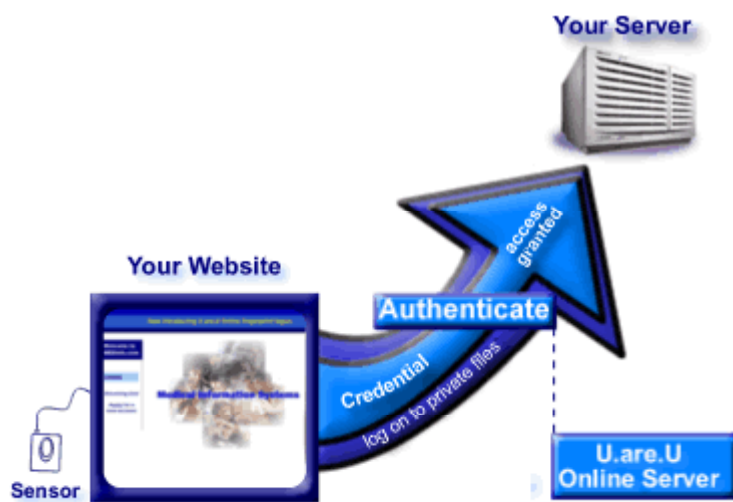 Your Server
access
granted
Your Website
Authenticate
Medical Information Systems
Credential
log on to private files
U.are.U
Online Server
Sensor